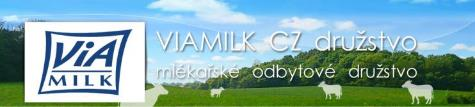 ViA
MILK
VIAMILK CZ družstvo
mlékařské odbytové družstvo